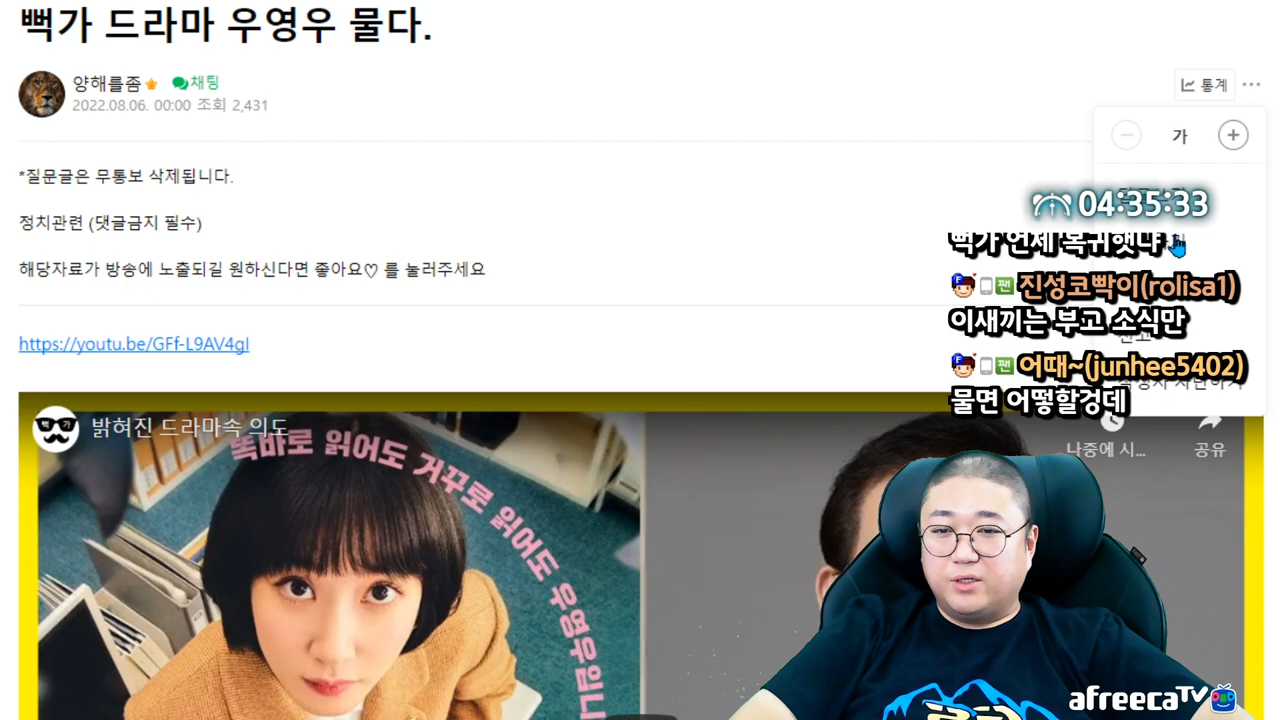 뻑가 드라마 우영우 물다.
양해를좀 채팅
2022.08.06. 00:00 조회 2,431
통계
가
*질문글은 무통보 삭제됩니다.
04:35:33
정치관련 (댓글금지 필수)
뻑가 언제 복귀했냐
해당자료가 방송에 노출되길 원하신다면 좋아요♡ 를 눌러주세요
팬 진성코빡이(rolisa1)
이새끼는 부고 소식만
https://youtu.be/GFf-L9AV4gI
팬 어때~(junhee5402)
물면 어떻할겅데
뻑 가
밝혀진 드라마속 의도
나중에 시...
공유
똑바로 읽어도 거꾸로 읽어도 우영우입니
afreecaTV